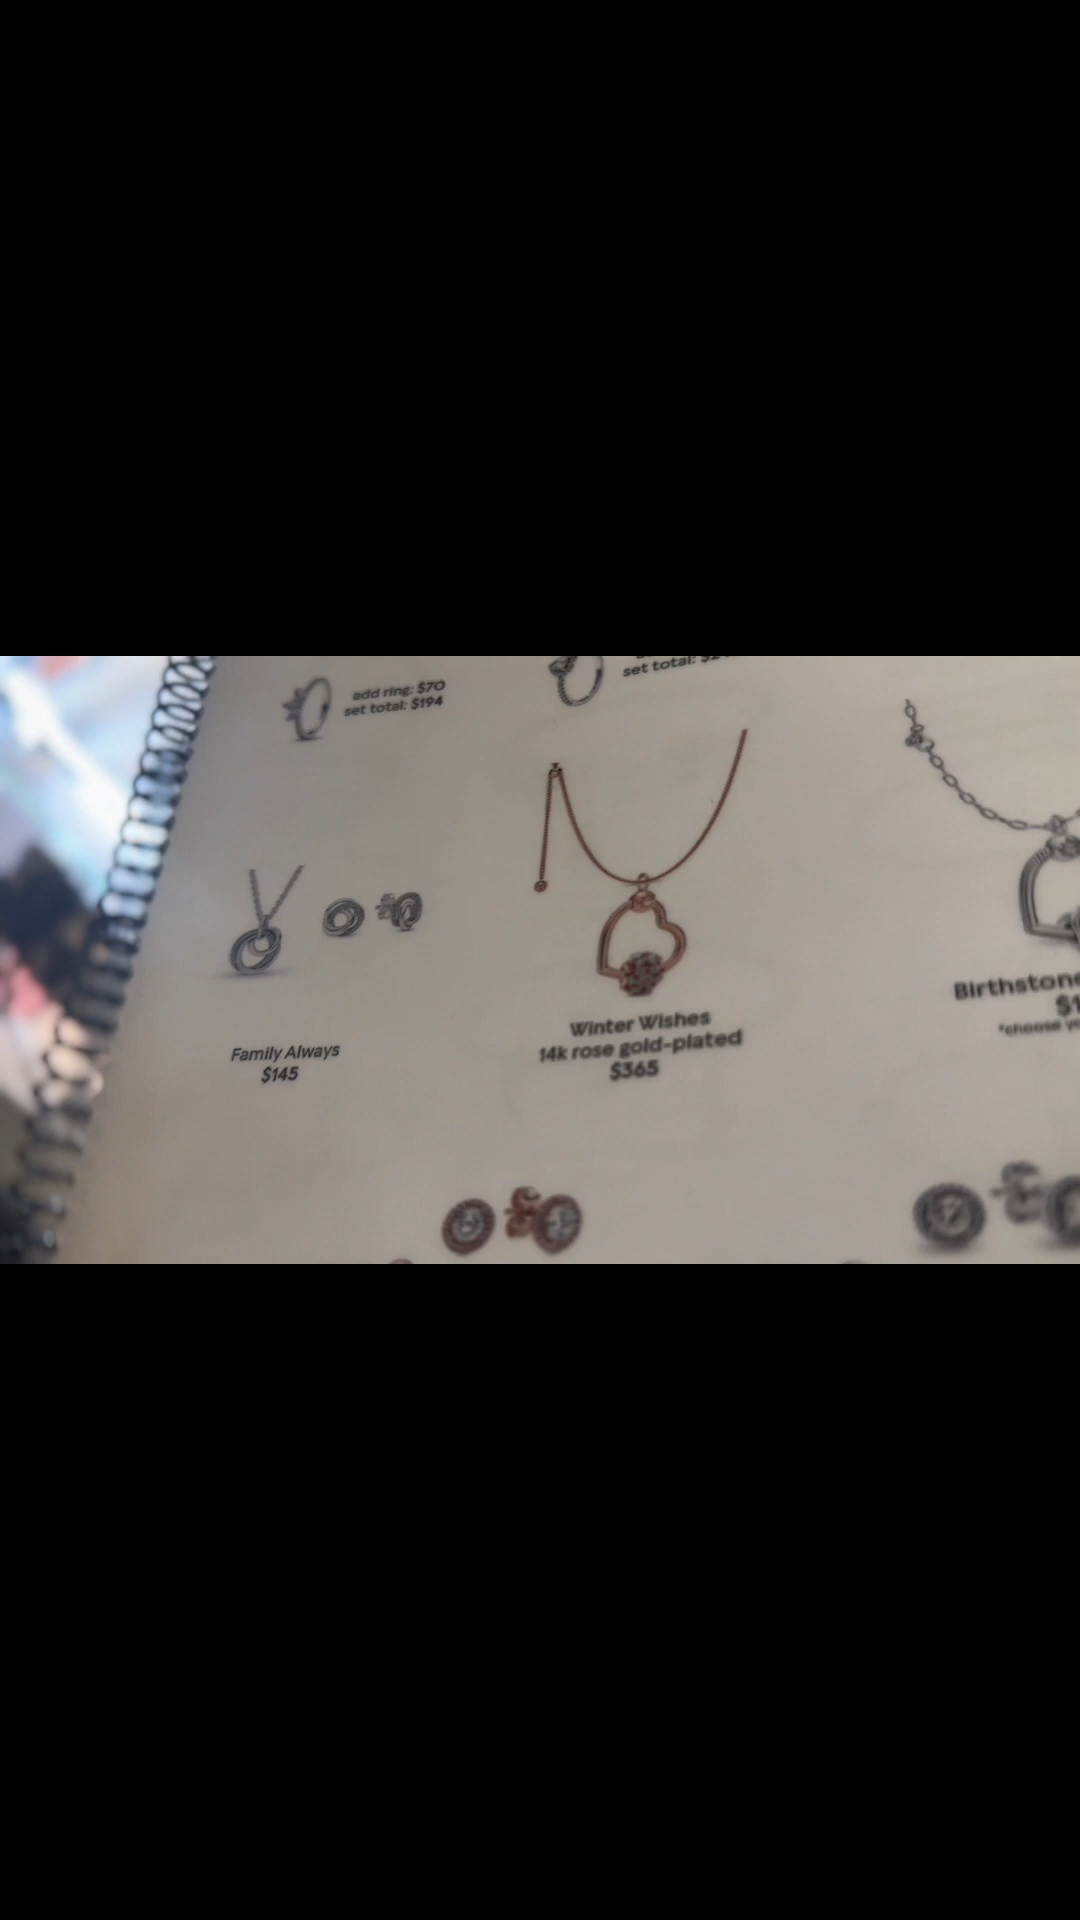 add ring: $70
set total: $194
set total:
Family Always
$145
Winter Wishes
14k rose gold-plated
$365
Birthstone
*choose